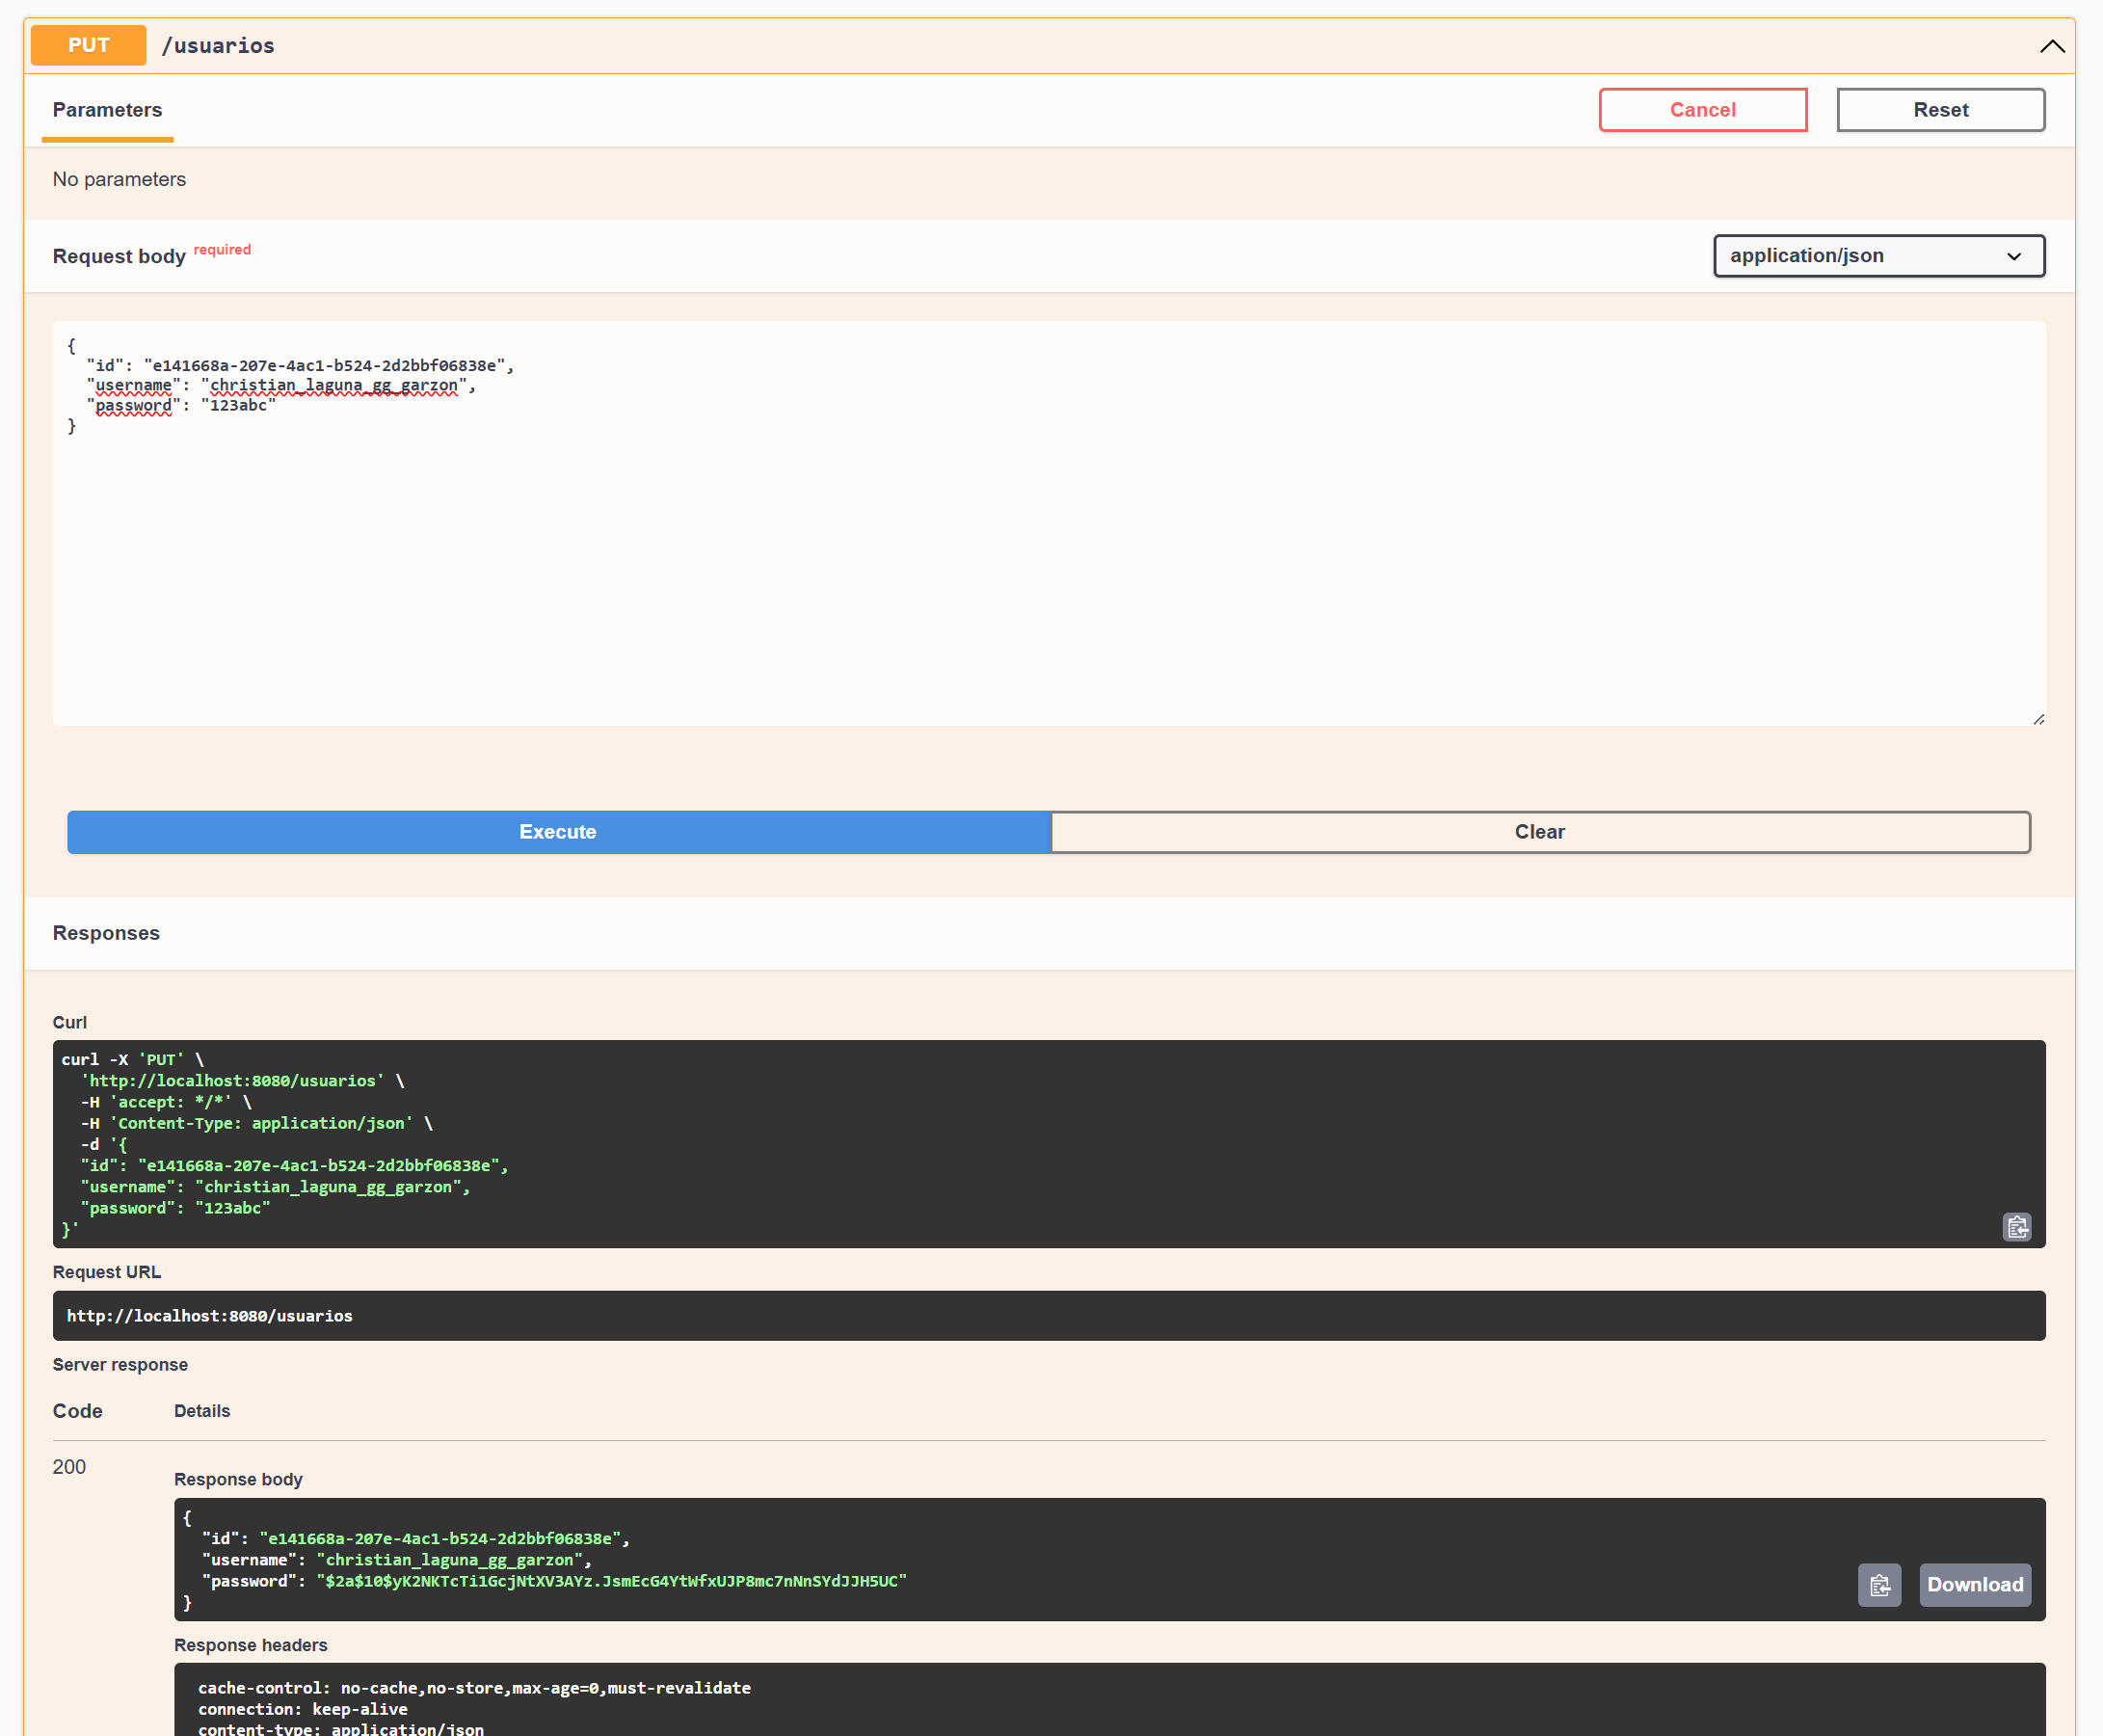 PUT /usuarios
Parameters
Cancel
Reset
No parameters
Request body required
application/json
{
  "id": "e141668a-207e-4ac1-b524-2d2bbf06838e",
  "username": "christian_laguna_gg_garzon",
  "password": "123abc"
}
Execute
Clear
Responses
Curl
curl -X 'PUT' \
  'http://localhost:8080/usuarios' \
  -H 'accept: */*' \
  -H 'Content-Type: application/json' \
  -d '{
  "id": "e141668a-207e-4ac1-b524-2d2bbf06838e",
  "username": "christian_laguna_gg_garzon",
  "password": "123abc"
}'
Request URL
http://localhost:8080/usuarios
Server response
Code Details
200
Response body
{
  "id": "e141668a-207e-4ac1-b524-2d2bbf06838e",
  "username": "christian_laguna_gg_garzon",
  "password": "$2a$10$yK2NKTcTi1GcjNtXV3AYz.JsmEcG4YtWfxUJP8mc7nNnSYdJJH5UC"
}
Download
Response headers
cache-control: no-cache,no-store,max-age=0,must-revalidate
connection: keep-alive
content-type: application/json